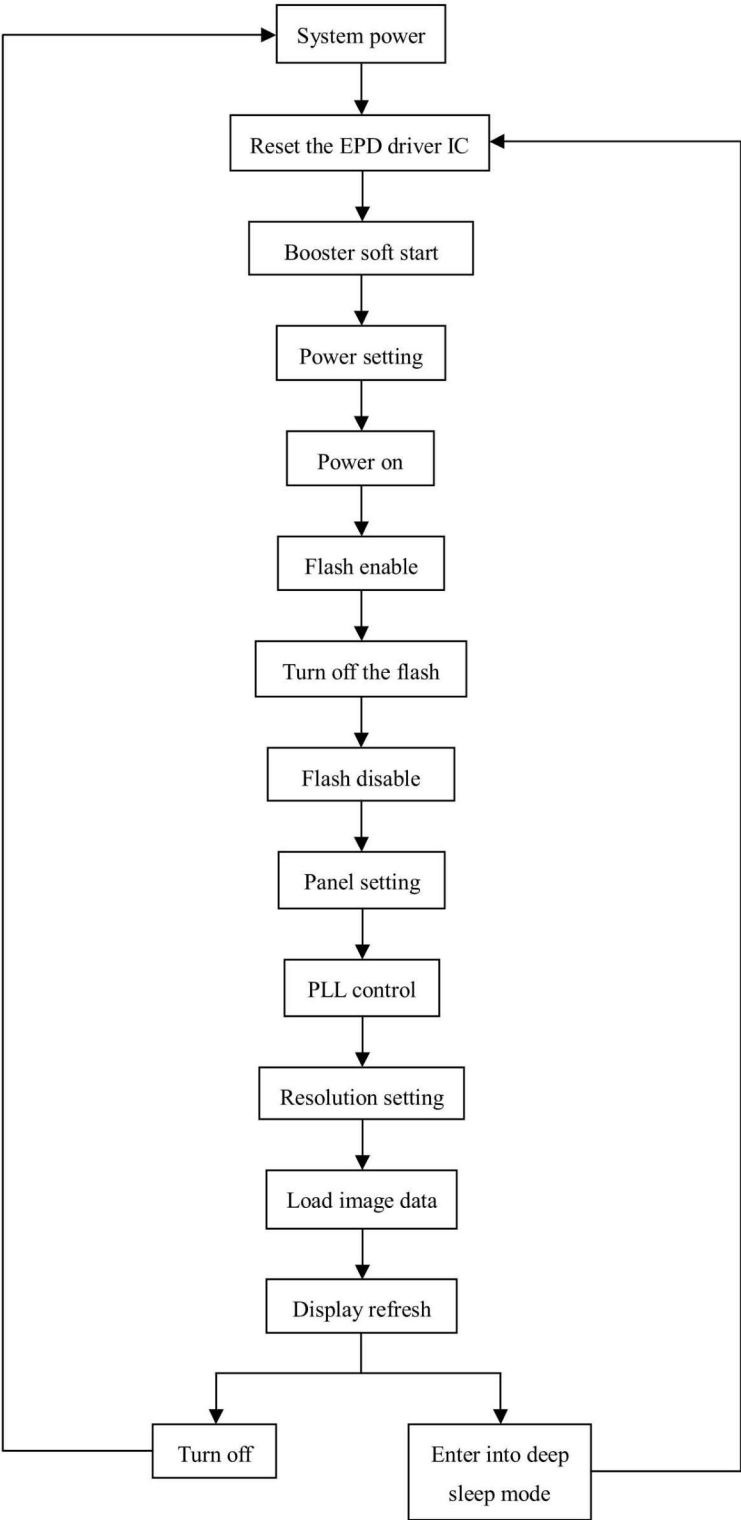 System power
Reset the EPD driver IC
Booster soft start
Power setting
Power on
Flash enable
Turn off the flash
Flash disable
Panel setting
PLL control
Resolution setting
Load image data
Display refresh
Turn off
Enter into deep
sleep mode